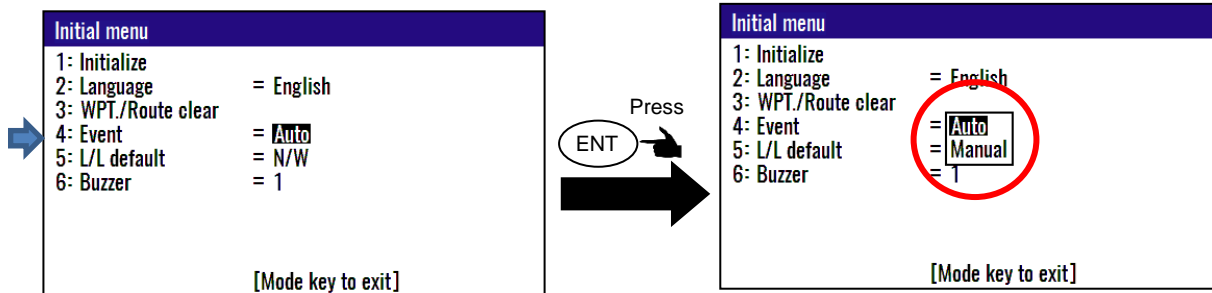 Initial menu
1: Initialize
2: Language = English
3: WPT./Route clear
4: Event = Auto
5: L/L default = N/W
6: Buzzer = 1
[Mode key to exit]
Press
ENT
Initial menu
1: Initialize
2: Language = English
3: WPT./Route clear
4: Event = Auto
5: L/L default = Manual
6: Buzzer = 1
[Mode key to exit]